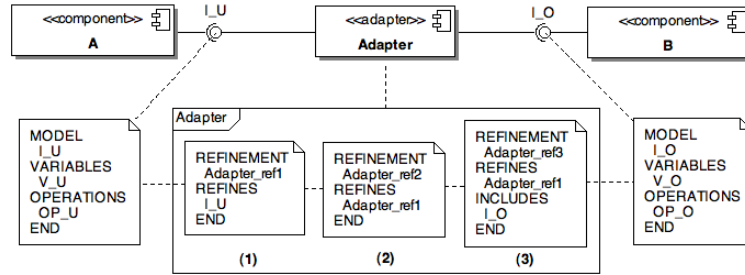 I_U
I_O
<<component>>
A
<<adapter>>
Adapter
<<component>>
B
Adapter
MODEL
I_U
VARIABLES
V_U
OPERATIONS
OP_U
END
REFINEMENT
Adapter_ref1
REFINES
I_U
END
(1)
REFINEMENT
Adapter_ref2
REFINES
Adapter_ref1
END
(2)
REFINEMENT
Adapter_ref3
REFINES
Adapter_ref1
INCLUDES
I_O
END
(3)
MODEL
I_O
VARIABLES
V_O
OPERATIONS
OP_O
END